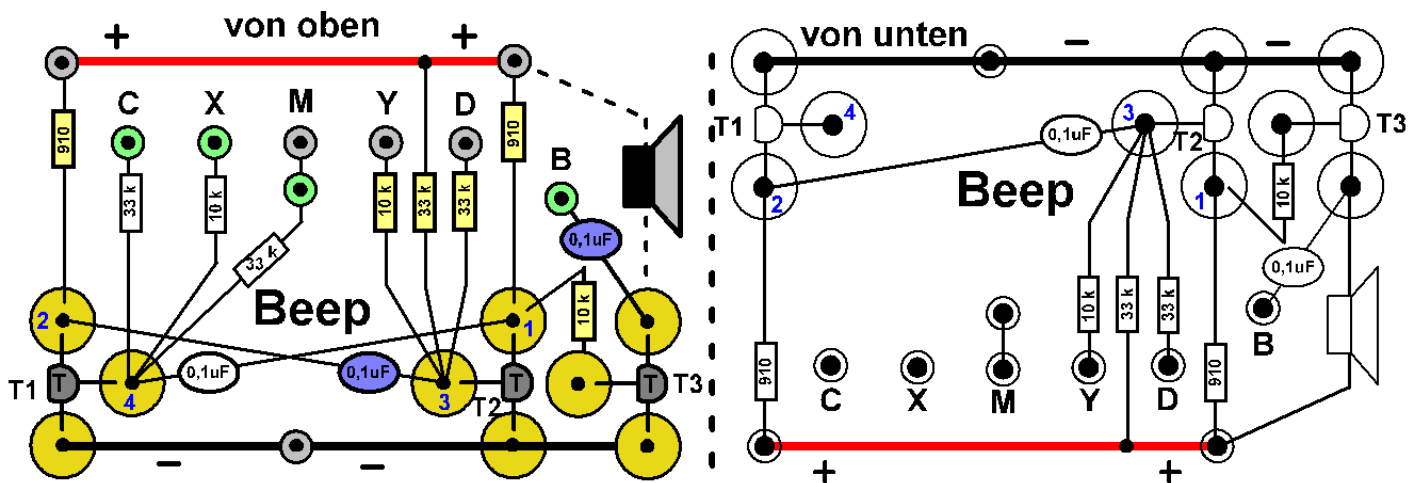 + von oben +
C X M Y D
910
910
33 k
10 k
33 k
10 k
33 k
33 k
B
0,1uF
Beep
10 k
2
1
0,1uF
0,1uF
T1 T
4
3
T2 T
T T3
– –
von unten – –
T1
4
3
0,1uF
T2
T3
2
Beep
1
10 k
0,1uF
B
910
10 k
33 k
33 k
910
C X M Y D
+ +